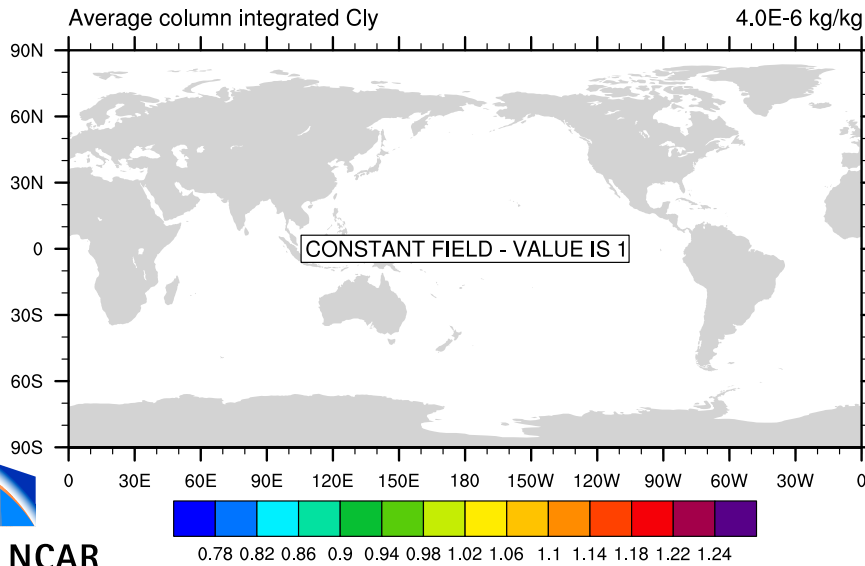 Average column integrated Cly 4.0E-6 kg/kg
90N
60N
30N
CONSTANT FIELD - VALUE IS 1
0
30S
60S
90S
0 30E 60E 90E 120E 150E 180 150W 120W 90W 60W 30W 0
0.78 0.82 0.86 0.9 0.94 0.98 1.02 1.06 1.1 1.14 1.18 1.22 1.24
NCAR